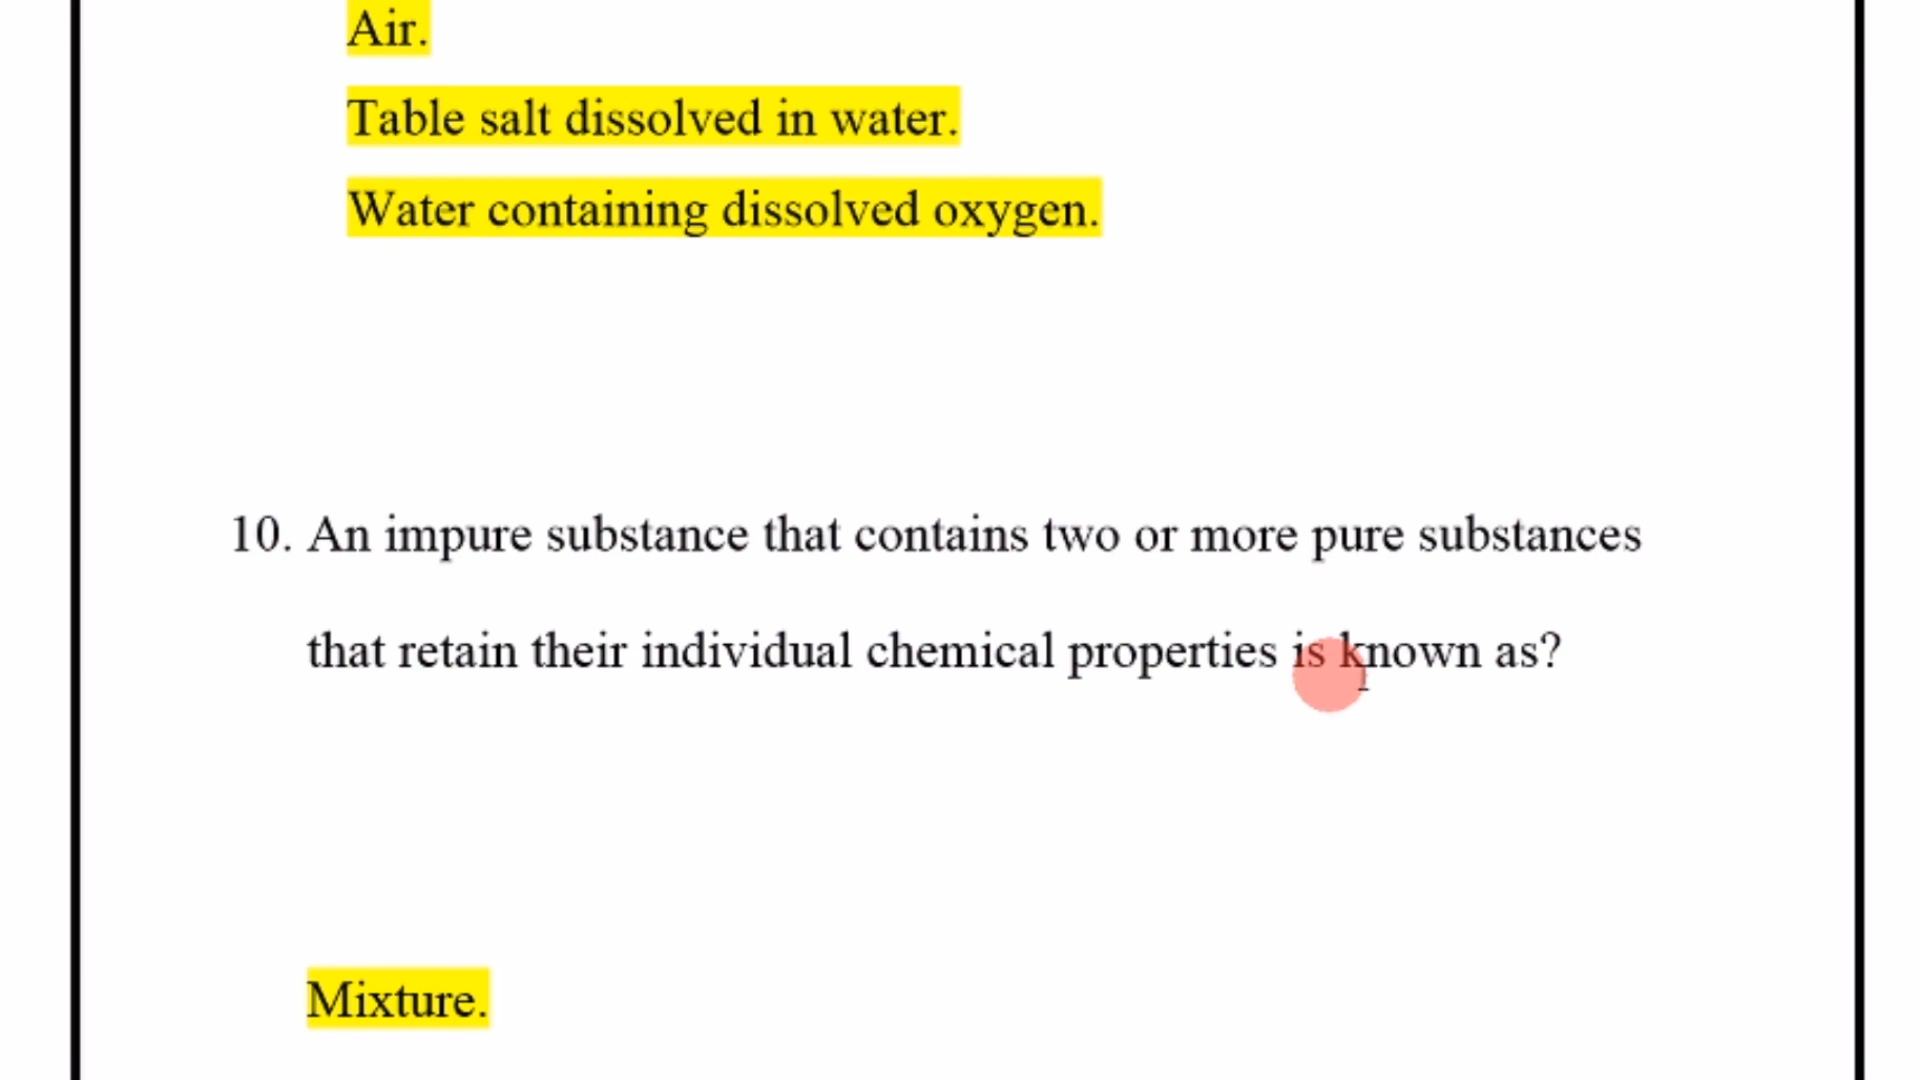 Air.
Table salt dissolved in water.
Water containing dissolved oxygen.
10. An impure substance that contains two or more pure substances
that retain their individual chemical properties is known as?
Mixture.